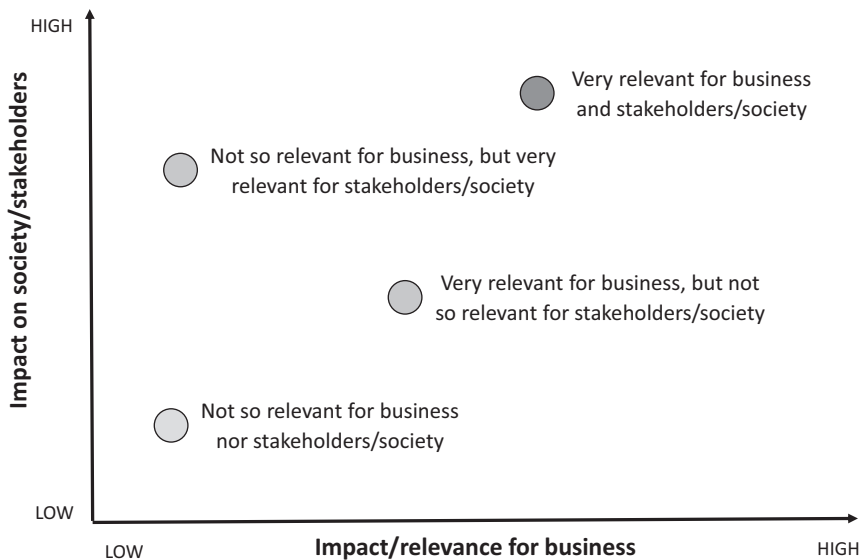 HIGH
Impact on society/stakeholders
Very relevant for business
and stakeholders/society
Not so relevant for business, but very
relevant for stakeholders/society
Very relevant for business, but not
so relevant for stakeholders/society
Not so relevant for business
nor stakeholders/society
LOW
LOW
Impact/relevance for business
HIGH